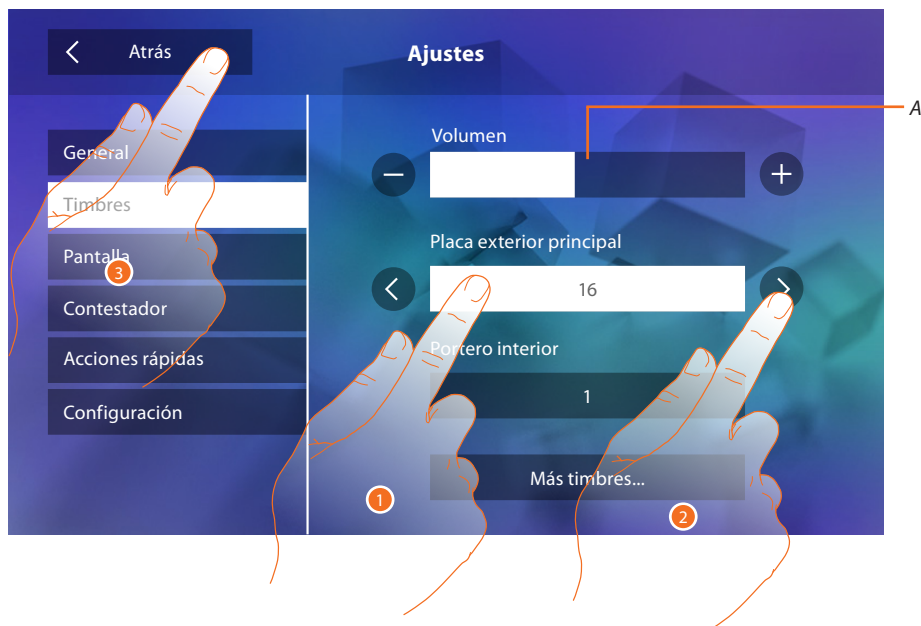 Atrás
Ajustes
A
General
Timbres
Pantalla
Contestador
Acciones rápidas
Configuración
Volumen
−
+
Placa exterior principal
16
Portero interior
1
Más timbres...
3
1
2